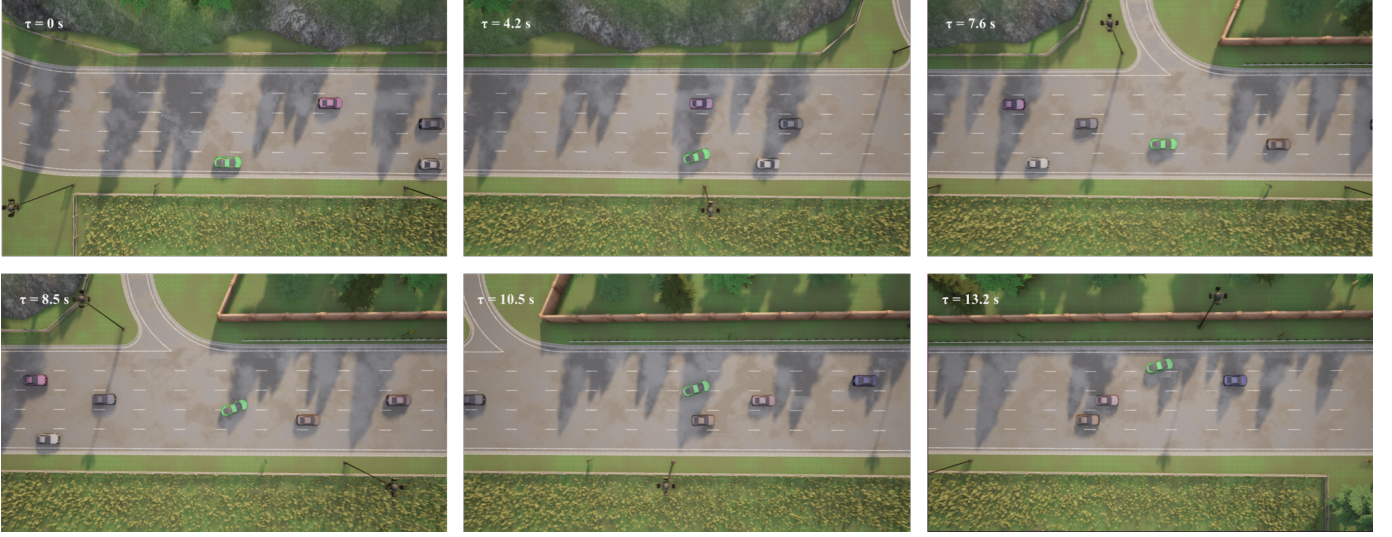 τ = 0 s
τ = 4.2 s
τ = 7.6 s
τ = 8.5 s
τ = 10.5 s
τ = 13.2 s